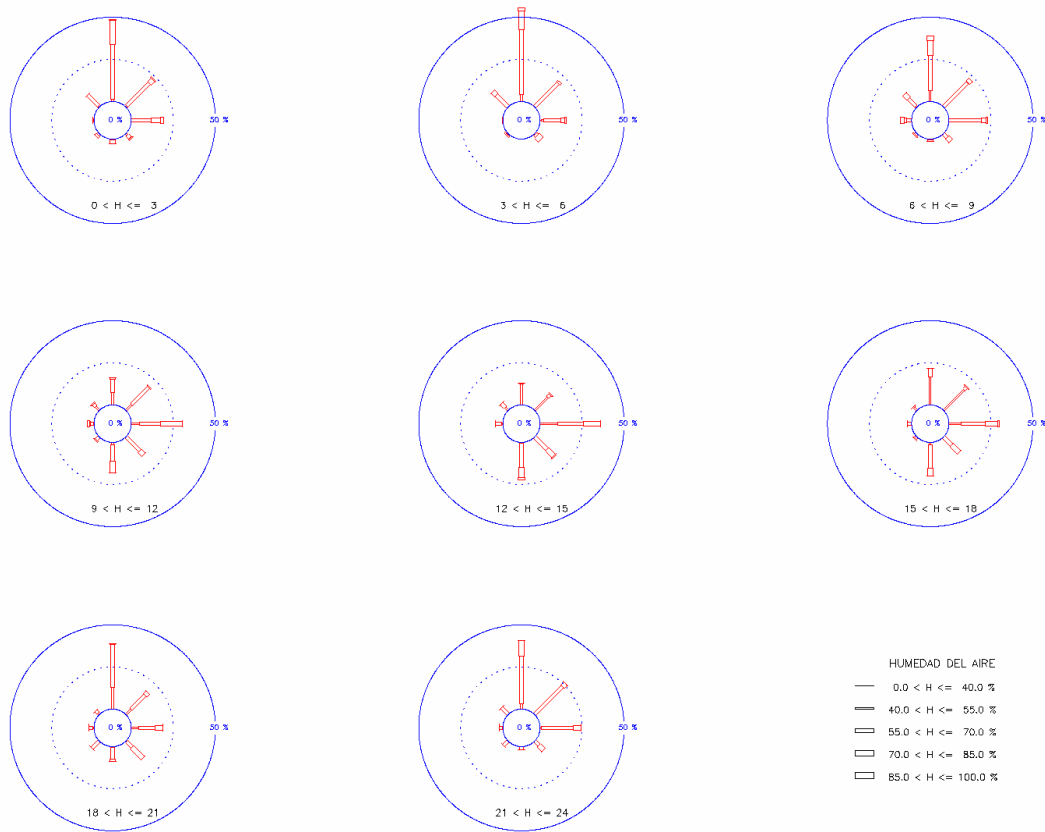 0 % 50 %
0 < H <= 3
0 % 50 %
3 < H <= 6
0 % 50 %
6 < H <= 9
0 % 50 %
9 < H <= 12
0 % 50 %
12 < H <= 15
0 % 50 %
15 < H <= 18
0 % 50 %
18 < H <= 21
0 % 50 %
21 < H <= 24
HUMEDAD DEL AIRE
0.0 < H <= 40.0 %
40.0 < H <= 55.0 %
55.0 < H <= 70.0 %
70.0 < H <= 85.0 %
85.0 < H <= 100.0 %